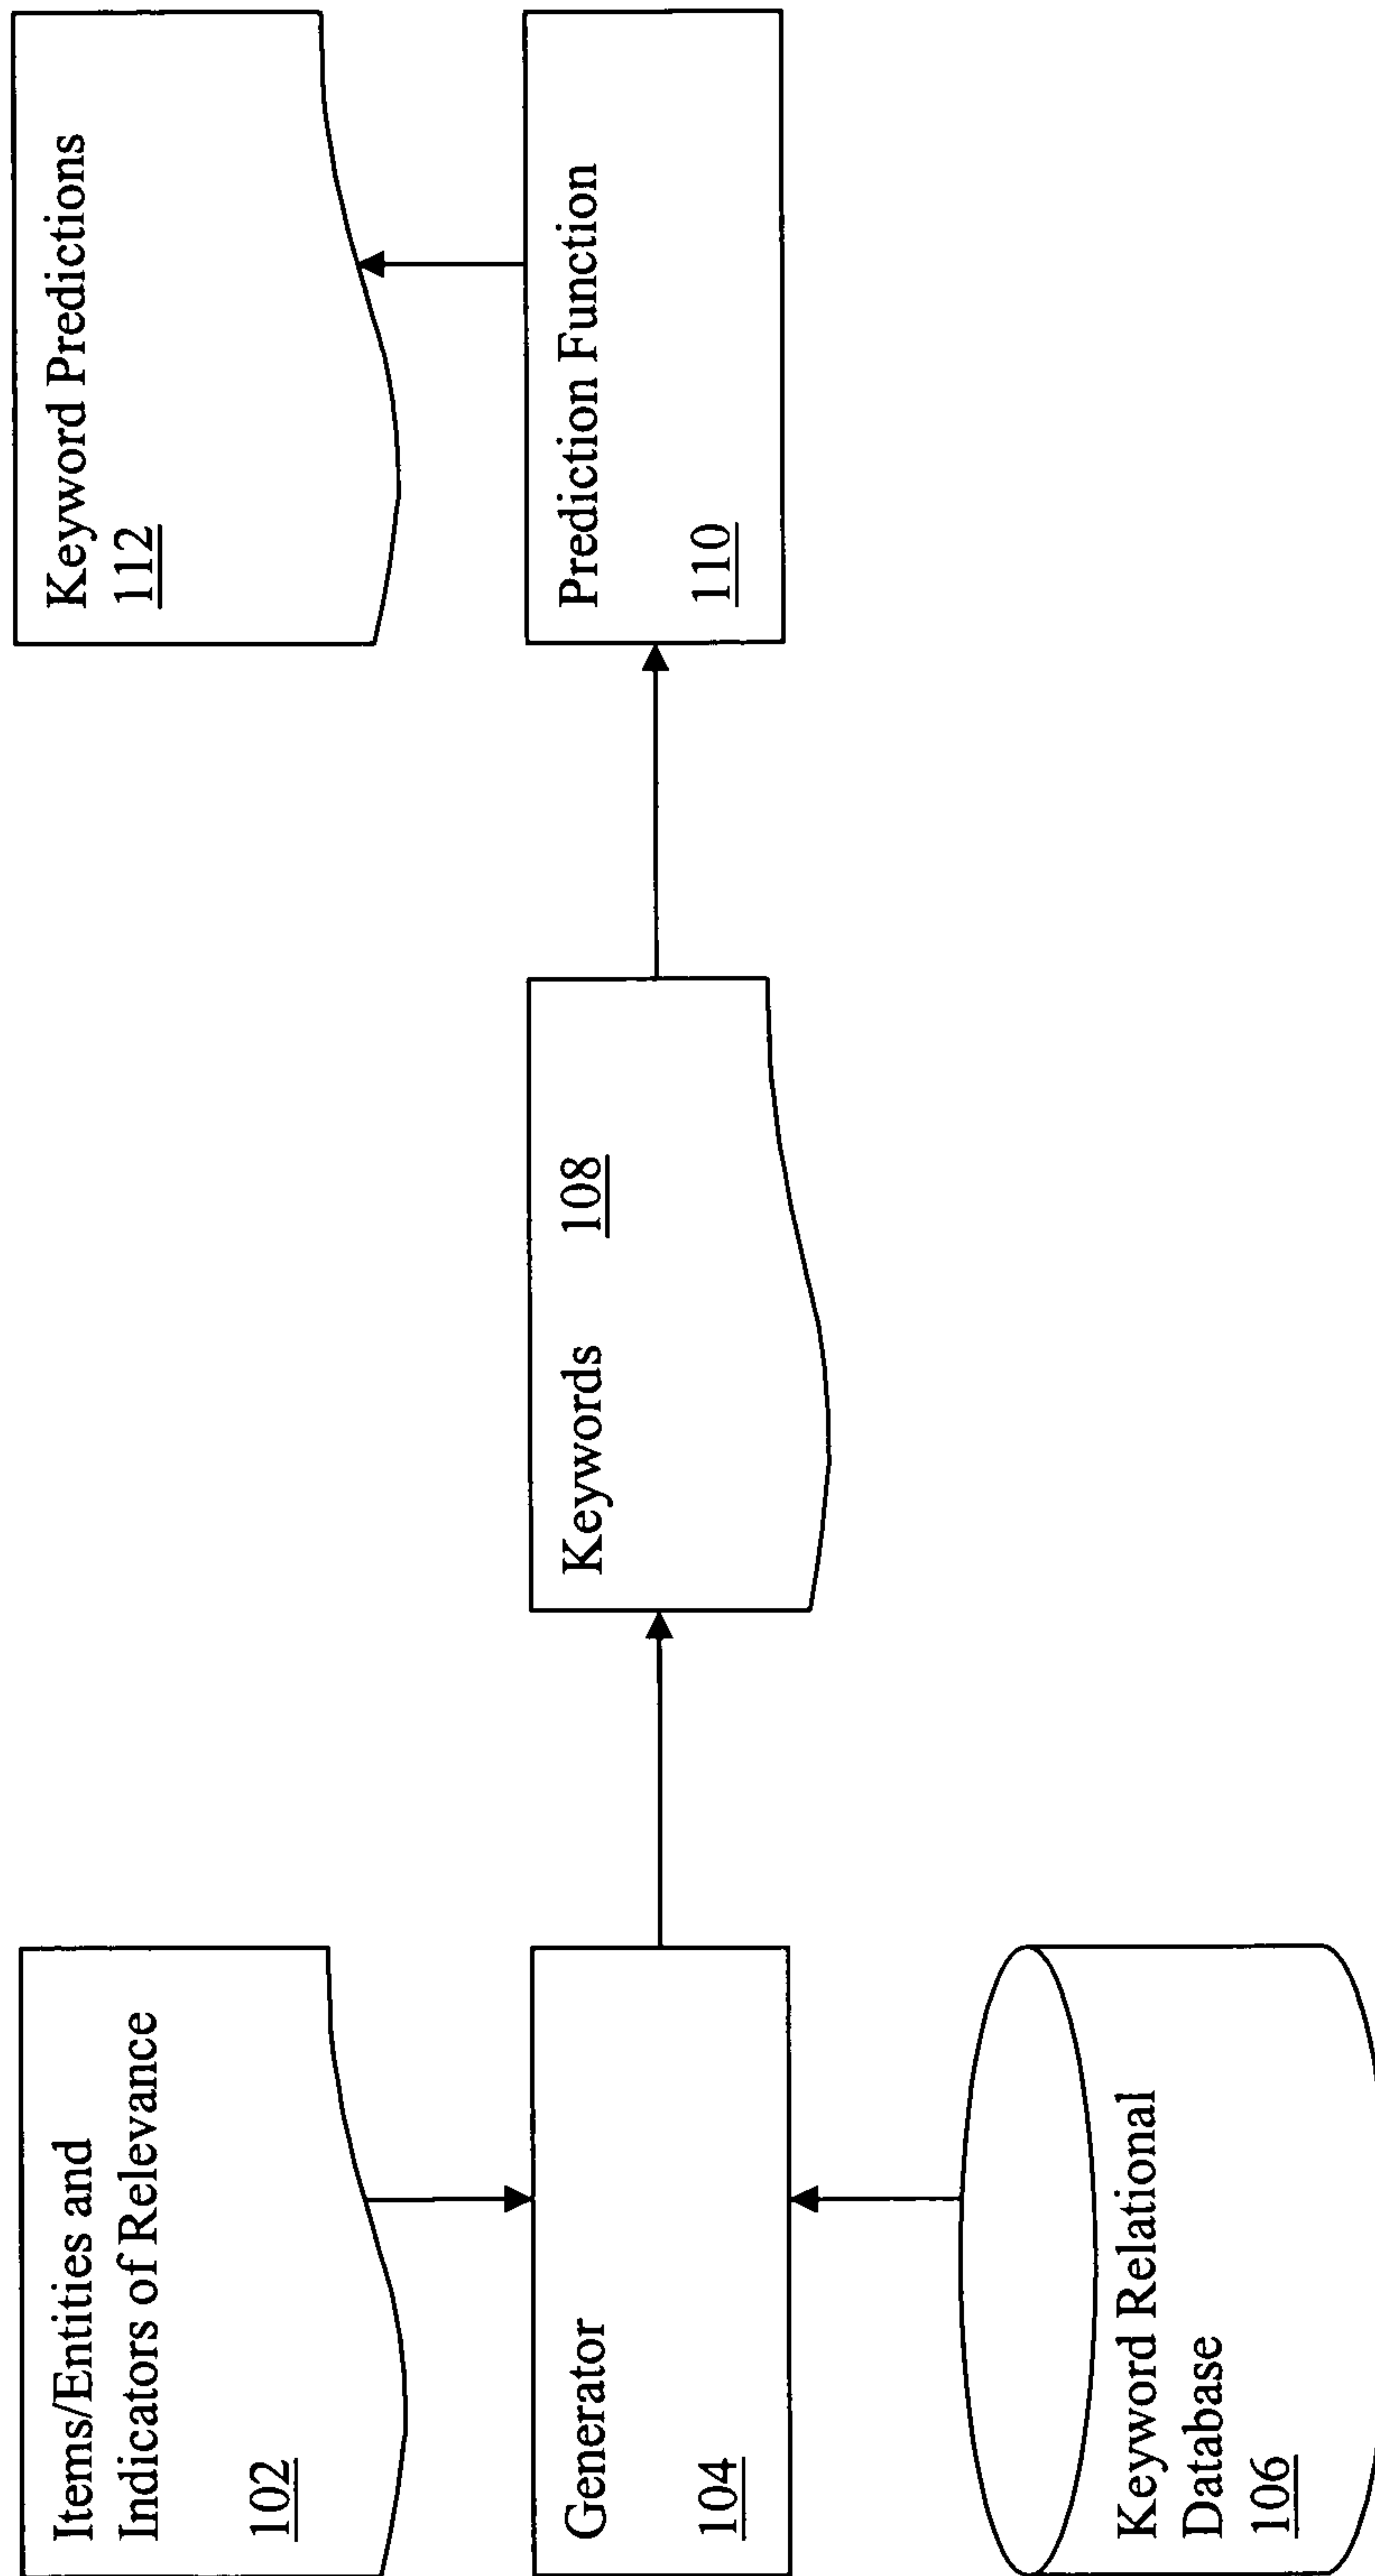 Items/Entities and
Indicators of Relevance
102
Generator
104
Keyword Relational
Database
106
Keywords 108
Keyword Predictions
112
Prediction Function
110